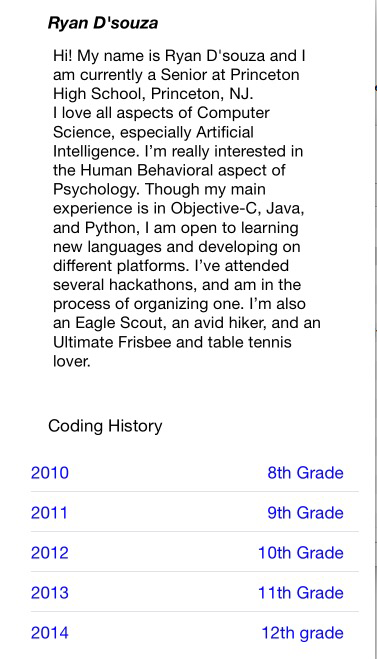 Ryan D'souza
Hi! My name is Ryan D'souza and I
am currently a Senior at Princeton
High School, Princeton, NJ.
I love all aspects of Computer
Science, especially Artificial
Intelligence. I'm really interested in
the Human Behavioral aspect of
Psychology. Though my main
experience is in Objective-C, Java,
and Python, I am open to learning
new languages and developing on
different platforms. I've attended
several hackathons, and am in the
process of organizing one. I'm also
an Eagle Scout, an avid hiker, and an
Ultimate Frisbee and table tennis
lover.
Coding History
2010 8th Grade
2011 9th Grade
2012 10th Grade
2013 11th Grade
2014 12th grade